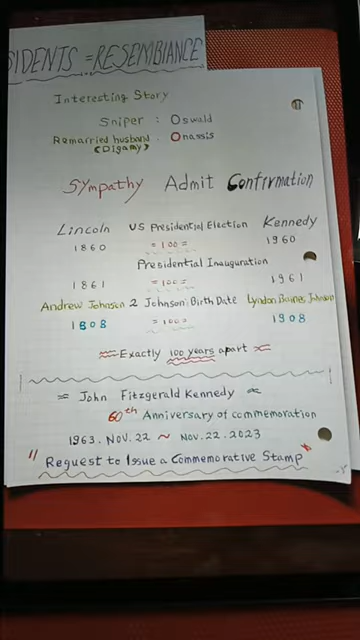 SIDENTS = RESEMBIANCE
Interesting Story
Sniper : Oswald
Remarried husband : Onassis
(Digamy)
Sympathy Admit Confirmation
Lincoln US Presidential Election Kennedy
1860 =100= 1960
Presidential Inauguration
1861 =100= 1961
Andrew Johnson 2 Johnson Birth Date Lyndon Baines Johnson
1808 =100= 1908
Exactly 100 years apart
John Fitzgerald Kennedy
60th Anniversary of commemoration
1963. NOV. 22 ~ NOV. 22. 2023
" Request to Issue a Commemorative Stamp "